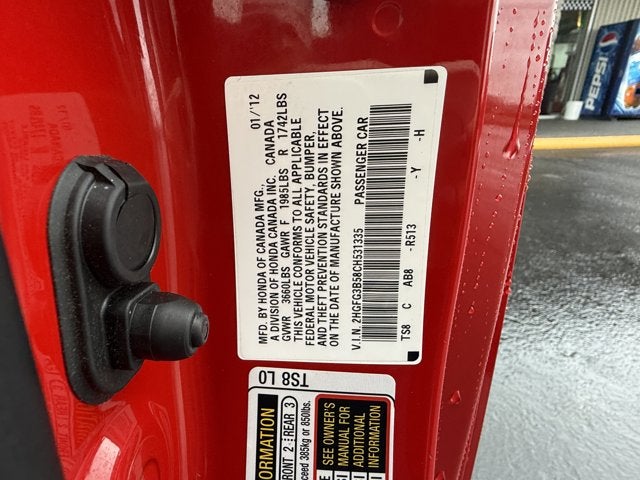 MFD. BY HONDA OF CANADA MFG., 01/'12
A DIVISION OF HONDA CANADA INC. CANADA
GVWR 3660LBS GAWR F 1985LBS R 1742LBS
THIS VEHICLE CONFORMS TO ALL APPLICABLE
FEDERAL MOTOR VEHICLE SAFETY, BUMPER,
AND THEFT PREVENTION STANDARDS IN EFFECT
ON THE DATE OF MANUFACTURE SHOWN ABOVE.
V.I.N. 2HGFG3B58CH531335 PASSENGER CAR
TS8 C AB8 -R513 -Y -H
TS8 L0
ORMATION
FRONT 2 REAR 3
xceed 385kg or 850lbs.
SEE OWNER'S
MANUAL FOR
ADDITIONAL
INFORMATION
PEPSI